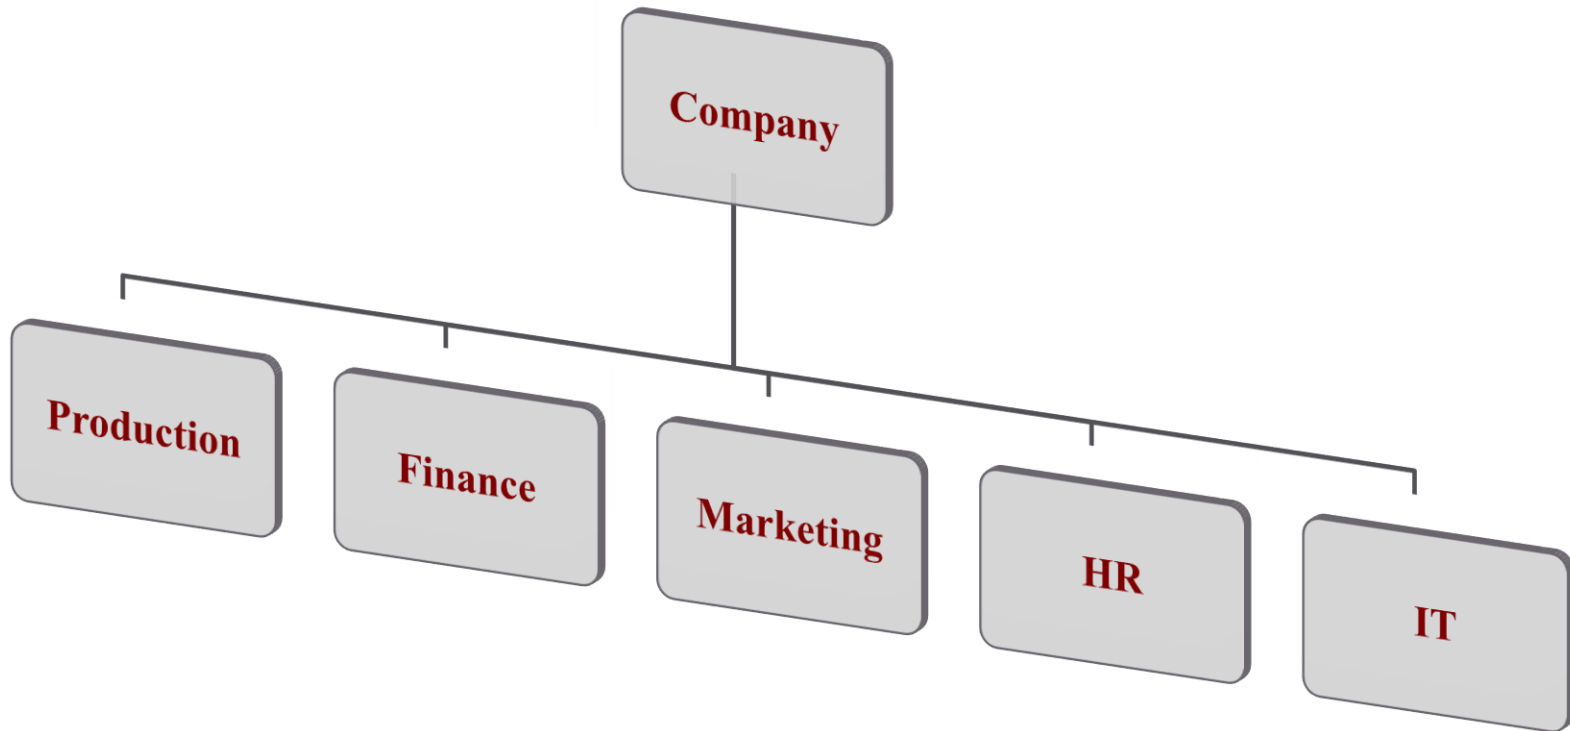 Company
Production
Finance
Marketing
HR
IT